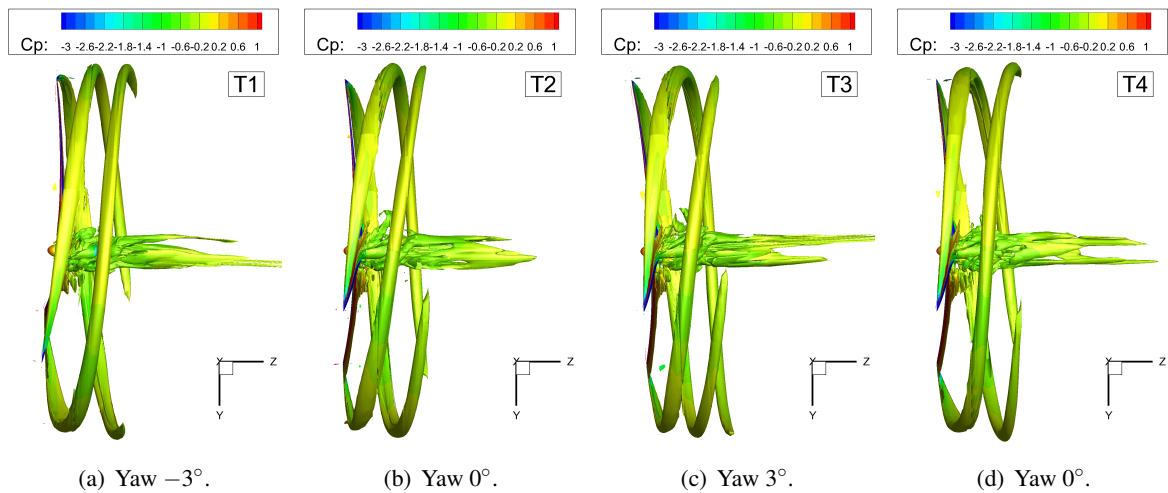 Cp: -3 -2.6-2.2-1.8-1.4 -1 -0.6-0.2 0.2 0.6 1
T1
Z
X
Y
(a) Yaw −3°.
Cp: -3 -2.6-2.2-1.8-1.4 -1 -0.6-0.2 0.2 0.6 1
T2
Z
X
Y
(b) Yaw 0°.
Cp: -3 -2.6-2.2-1.8-1.4 -1 -0.6-0.2 0.2 0.6 1
T3
Z
X
Y
(c) Yaw 3°.
Cp: -3 -2.6-2.2-1.8-1.4 -1 -0.6-0.2 0.2 0.6 1
T4
Z
X
Y
(d) Yaw 0°.